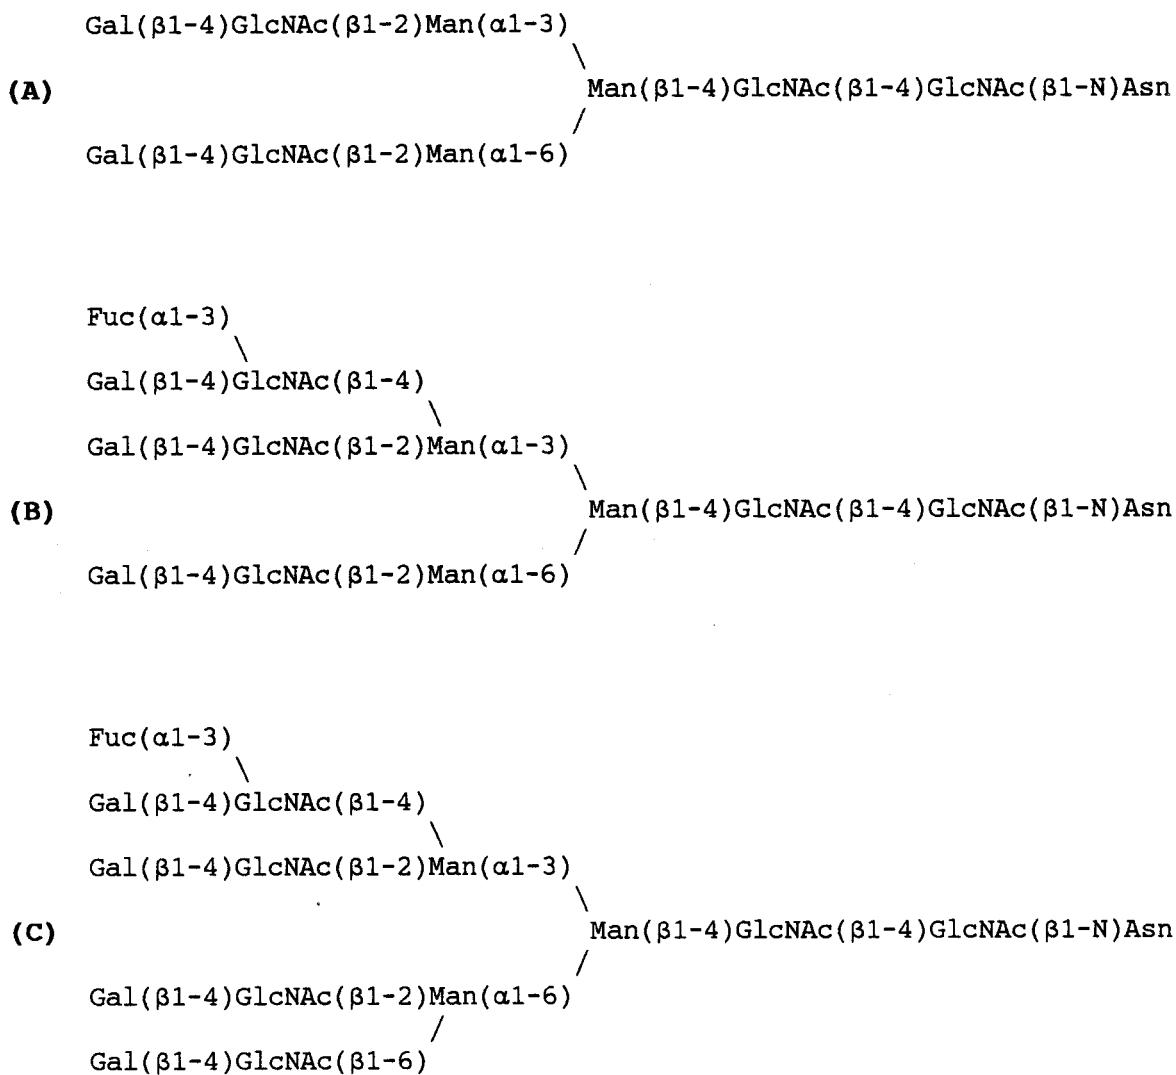 Gal(β1-4)GlcNAc(β1-2)Man(α1-3)
\
(A) Man(β1-4)GlcNAc(β1-4)GlcNAc(β1-N)Asn
/
Gal(β1-4)GlcNAc(β1-2)Man(α1-6)
Fuc(α1-3)
\
Gal(β1-4)GlcNAc(β1-4)
\
Gal(β1-4)GlcNAc(β1-2)Man(α1-3)
\
(B) Man(β1-4)GlcNAc(β1-4)GlcNAc(β1-N)Asn
/
Gal(β1-4)GlcNAc(β1-2)Man(α1-6)
Fuc(α1-3)
\
Gal(β1-4)GlcNAc(β1-4)
\
Gal(β1-4)GlcNAc(β1-2)Man(α1-3)
\
(C) Man(β1-4)GlcNAc(β1-4)GlcNAc(β1-N)Asn
/
Gal(β1-4)GlcNAc(β1-2)Man(α1-6)
/
Gal(β1-4)GlcNAc(β1-6)